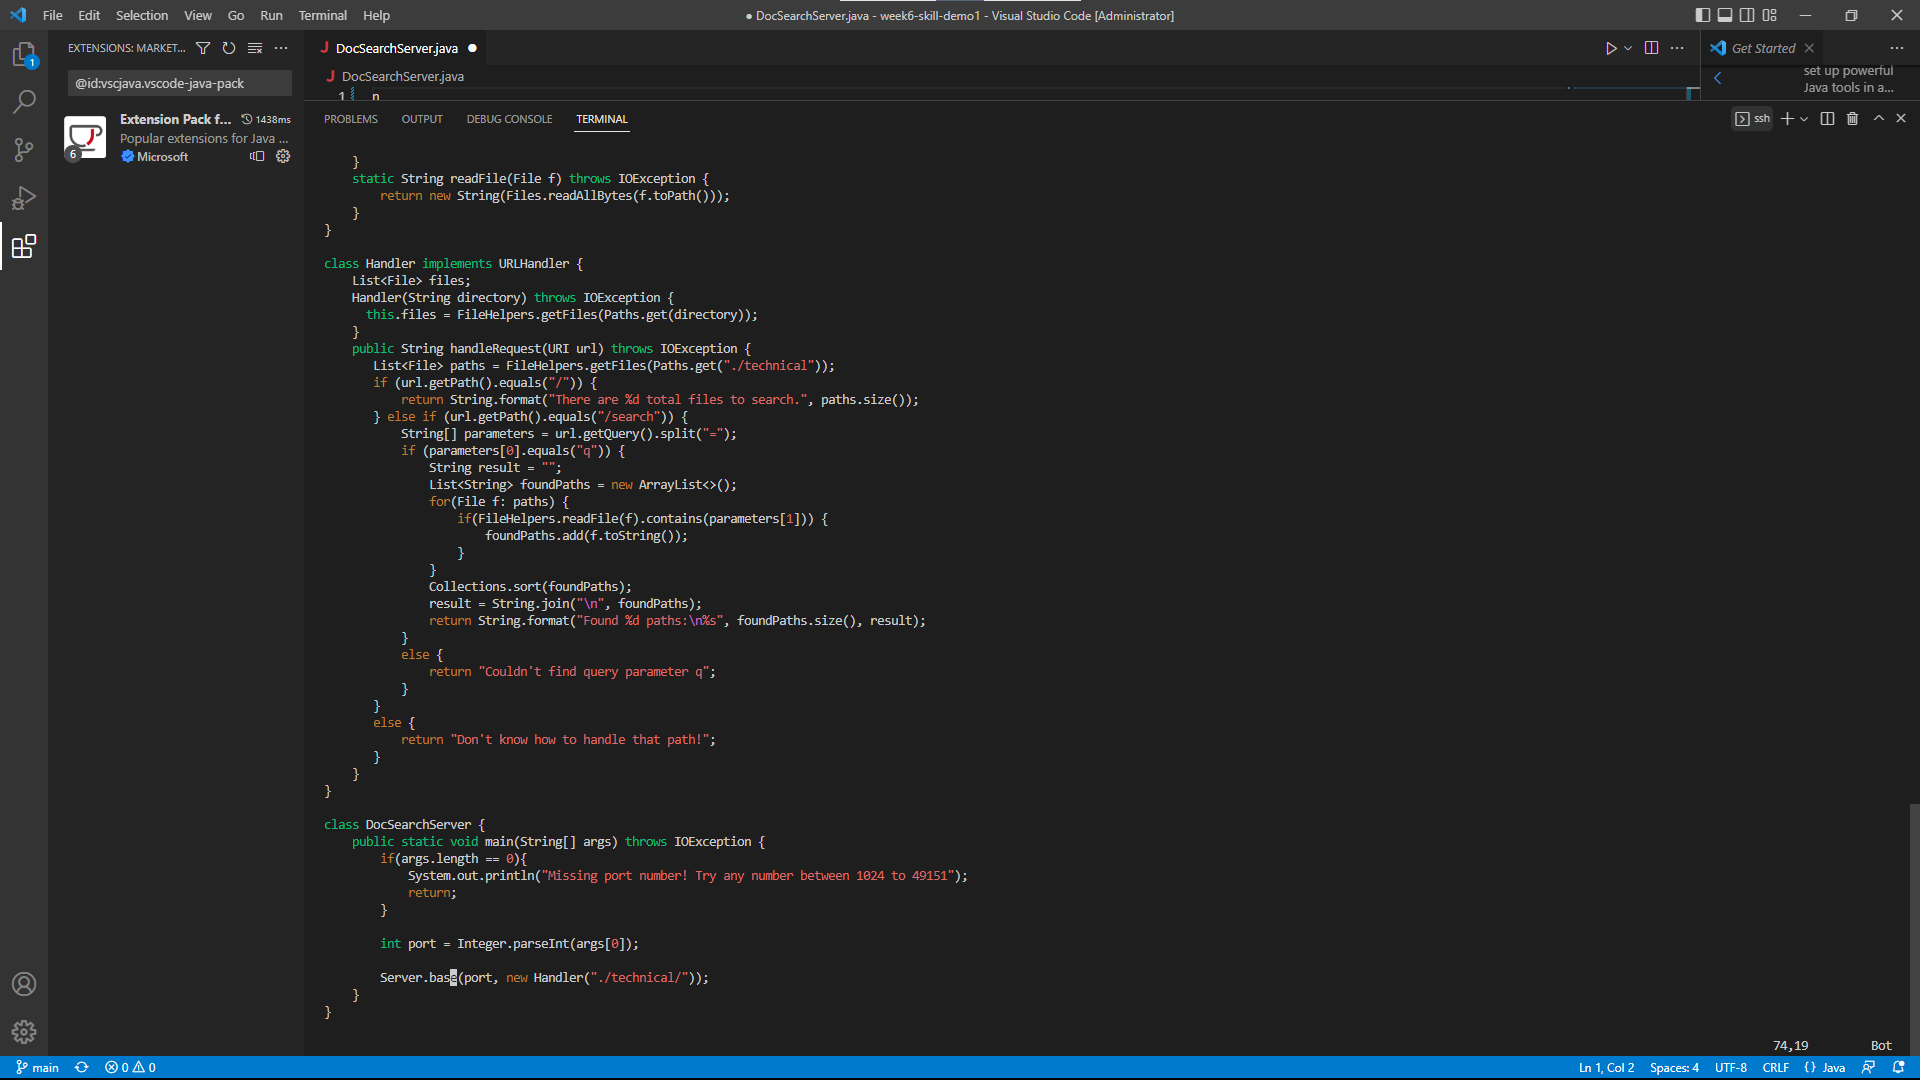 File Edit Selection View Go Run Terminal Help
● DocSearchServer.java - week6-skill-demo1 - Visual Studio Code [Administrator]
EXTENSIONS: MARKET...
@id:vscjava.vscode-java-pack
Extension Pack f... 1438ms
Popular extensions for Java ...
Microsoft
6
1
J DocSearchServer.java ●
J DocSearchServer.java
1 n
Get Started
set up powerful
Java tools in a...
PROBLEMS OUTPUT DEBUG CONSOLE TERMINAL
ssh
    }
    static String readFile(File f) throws IOException {
        return new String(Files.readAllBytes(f.toPath()));
    }
}
class Handler implements URLHandler {
    List<File> files;
    Handler(String directory) throws IOException {
      this.files = FileHelpers.getFiles(Paths.get(directory));
    }
    public String handleRequest(URI url) throws IOException {
       List<File> paths = FileHelpers.getFiles(Paths.get("./technical"));
       if (url.getPath().equals("/")) {
           return String.format("There are %d total files to search.", paths.size());
       } else if (url.getPath().equals("/search")) {
           String[] parameters = url.getQuery().split("=");
           if (parameters[0].equals("q")) {
               String result = "";
               List<String> foundPaths = new ArrayList<>();
               for(File f: paths) {
                   if(FileHelpers.readFile(f).contains(parameters[1])) {
                       foundPaths.add(f.toString());
                   }
               }
               Collections.sort(foundPaths);
               result = String.join("\n", foundPaths);
               return String.format("Found %d paths:\n%s", foundPaths.size(), result);
           }
           else {
               return "Couldn't find query parameter q";
           }
       }
       else {
           return "Don't know how to handle that path!";
       }
    }
}
class DocSearchServer {
    public static void main(String[] args) throws IOException {
        if(args.length == 0){
            System.out.println("Missing port number! Try any number between 1024 to 49151");
            return;
        }
        int port = Integer.parseInt(args[0]);
        Server.base(port, new Handler("./technical/"));
    }
}
74,19 Bot
main 0 0
Ln 1, Col 2 Spaces: 4 UTF-8 CRLF {} Java